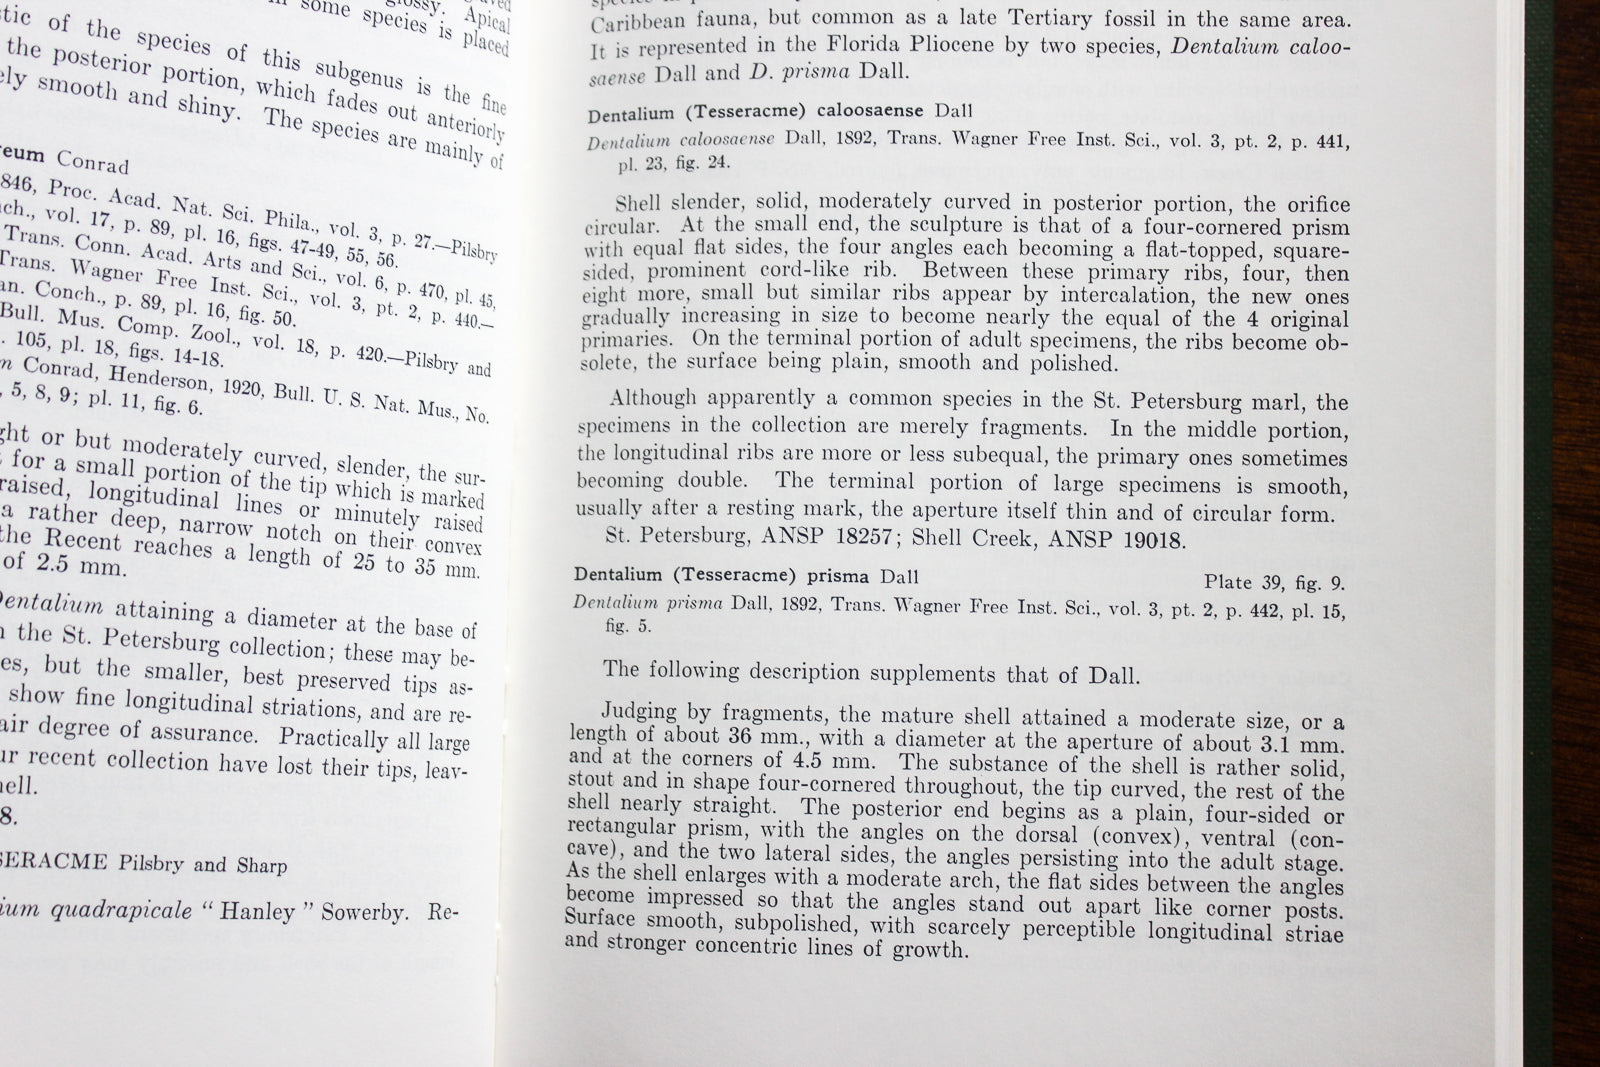 glossy. Apical
some species is placed
of the species of this subgenus is the fine
the posterior portion, which fades out anteriorly
smooth and shiny. The species are mainly of
Conrad
846, Proc. Acad. Nat. Sci. Phila., vol. 3, p. 27.—Pilsbry
vol. 17, p. 89, pl. 16, figs. 47-49, 55, 56.
Trans. Conn. Acad. Arts and Sci., vol. 6, p. 470, pl. 45,
Trans. Wagner Free Inst. Sci., vol. 3, pt. 2, p. 440.—
Conch., p. 89, pl. 16, fig. 50.
Bull. Mus. Comp. Zool., vol. 18, p. 420.—Pilsbry and
105, pl. 18, figs. 14-18.
Conrad, Henderson, 1920, Bull. U. S. Nat. Mus., No.
, 5, 8, 9; pl. 11, fig. 6.
or but moderately curved, slender, the sur-
for a small portion of the tip which is marked
raised, longitudinal lines or minutely raised
a rather deep, narrow notch on their convex
the Recent reaches a length of 25 to 35 mm.
of 2.5 mm.
Dentalium attaining a diameter at the base of
the St. Petersburg collection; these may be-
es, but the smaller, best preserved tips as-
show fine longitudinal striations, and are re-
air degree of assurance. Practically all large
ur recent collection have lost their tips, leav-
ell.
8.
SERACME Pilsbry and Sharp
ium quadrapicale “ Hanley ” Sowerby. Re-
Caribbean fauna, but common as a late Tertiary fossil in the same area.
It is represented in the Florida Pliocene by two species, Dentalium caloo-
saense Dall and D. prisma Dall.
Dentalium (Tesseracme) caloosaense Dall
Dentalium caloosaense Dall, 1892, Trans. Wagner Free Inst. Sci., vol. 3, pt. 2, p. 441,
pl. 23, fig. 24.
Shell slender, solid, moderately curved in posterior portion, the orifice
circular. At the small end, the sculpture is that of a four-cornered prism
with equal flat sides, the four angles each becoming a flat-topped, square-
sided, prominent cord-like rib. Between these primary ribs, four, then
eight more, small but similar ribs appear by intercalation, the new ones
gradually increasing in size to become nearly the equal of the 4 original
primaries. On the terminal portion of adult specimens, the ribs become ob-
solete, the surface being plain, smooth and polished.
Although apparently a common species in the St. Petersburg marl, the
specimens in the collection are merely fragments. In the middle portion,
the longitudinal ribs are more or less subequal, the primary ones sometimes
becoming double. The terminal portion of large specimens is smooth,
usually after a resting mark, the aperture itself thin and of circular form.
St. Petersburg, ANSP 18257; Shell Creek, ANSP 19018.
Dentalium (Tesseracme) prisma Dall Plate 39, fig. 9.
Dentalium prisma Dall, 1892, Trans. Wagner Free Inst. Sci., vol. 3, pt. 2, p. 442, pl. 15,
fig. 5.
The following description supplements that of Dall.
Judging by fragments, the mature shell attained a moderate size, or a
length of about 36 mm., with a diameter at the aperture of about 3.1 mm.
and at the corners of 4.5 mm. The substance of the shell is rather solid,
stout and in shape four-cornered throughout, the tip curved, the rest of the
shell nearly straight. The posterior end begins as a plain, four-sided or
rectangular prism, with the angles on the dorsal (convex), ventral (con-
cave), and the two lateral sides, the angles persisting into the adult stage.
As the shell enlarges with a moderate arch, the flat sides between the angles
become impressed so that the angles stand out apart like corner posts.
Surface smooth, subpolished, with scarcely perceptible longitudinal striae
and stronger concentric lines of growth.